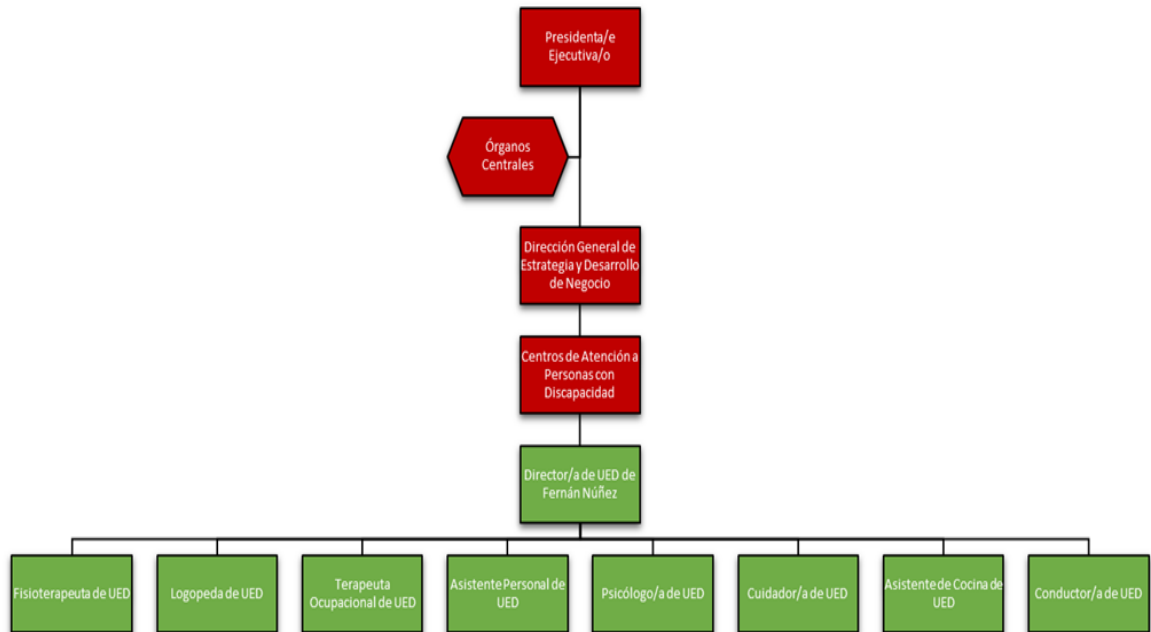 Presidenta/e
Ejecutiva/o
Órganos
Centrales
Dirección General de
Estrategia y Desarrollo
de Negocio
Centros de Atención a
Personas con
Discapacidad
Director/a de UED de
Fernán Núñez
Fisioterapeuta de UED
Logopeda de UED
Terapeuta
Ocupacional de UED
Asistente Personal de
UED
Psicólogo/a de UED
Cuidador/a de UED
Asistente de Cocina de
UED
Conductor/a de UED